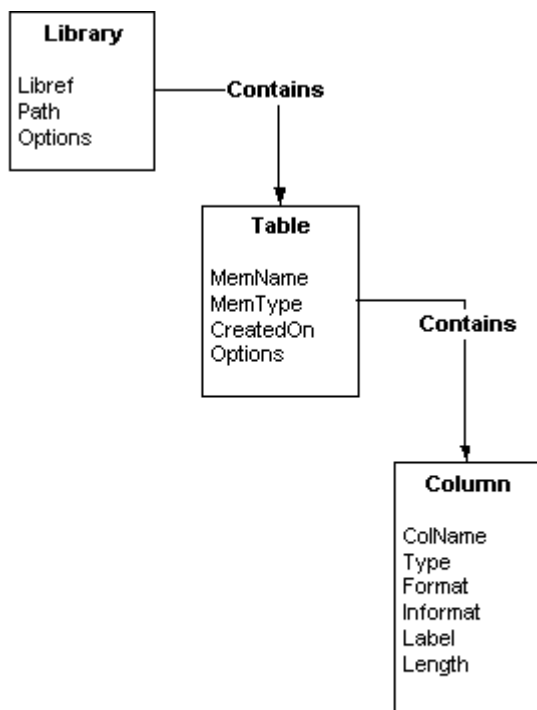 Library
Libref
Path
Options
Contains
Table
MemName
MemType
CreatedOn
Options
Contains
Column
ColName
Type
Format
Informat
Label
Length